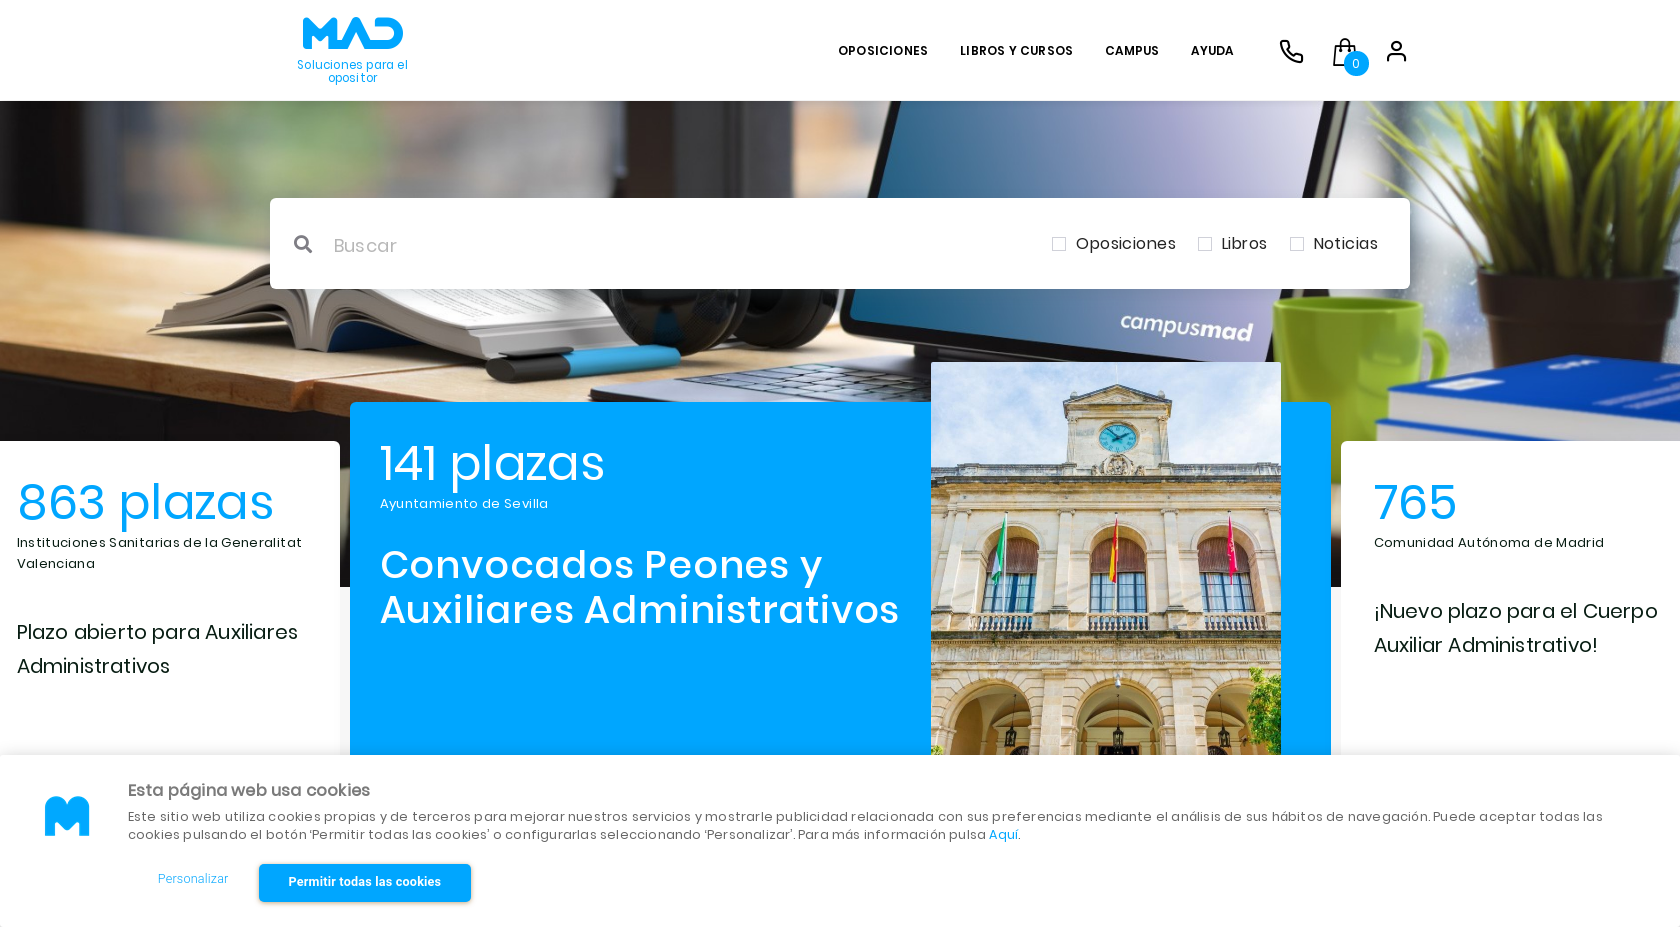 MAD
Soluciones para el
opositor
OPOSICIONES
LIBROS Y CURSOS
CAMPUS
AYUDA
0
Buscar
Oposiciones
Libros
Noticias
campusmad
863 plazas
Instituciones Sanitarias de la Generalitat
Valenciana
Plazo abierto para Auxiliares
Administrativos
141 plazas
Ayuntamiento de Sevilla
Convocados Peones y
Auxiliares Administrativos
765
Comunidad Autónoma de Madrid
¡Nuevo plazo para el Cuerpo
Auxiliar Administrativo!
Esta página web usa cookies
Este sitio web utiliza cookies propias y de terceros para mejorar nuestros servicios y mostrarle publicidad relacionada con sus preferencias mediante el análisis de sus hábitos de navegación. Puede aceptar todas las
cookies pulsando el botón ‘Permitir todas las cookies’ o configurarlas seleccionando ‘Personalizar’. Para más información pulsa Aquí.
Personalizar
Permitir todas las cookies